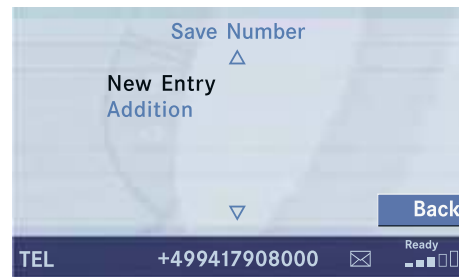 Save Number
New Entry
Addition
Back
TEL +499417908000 Ready